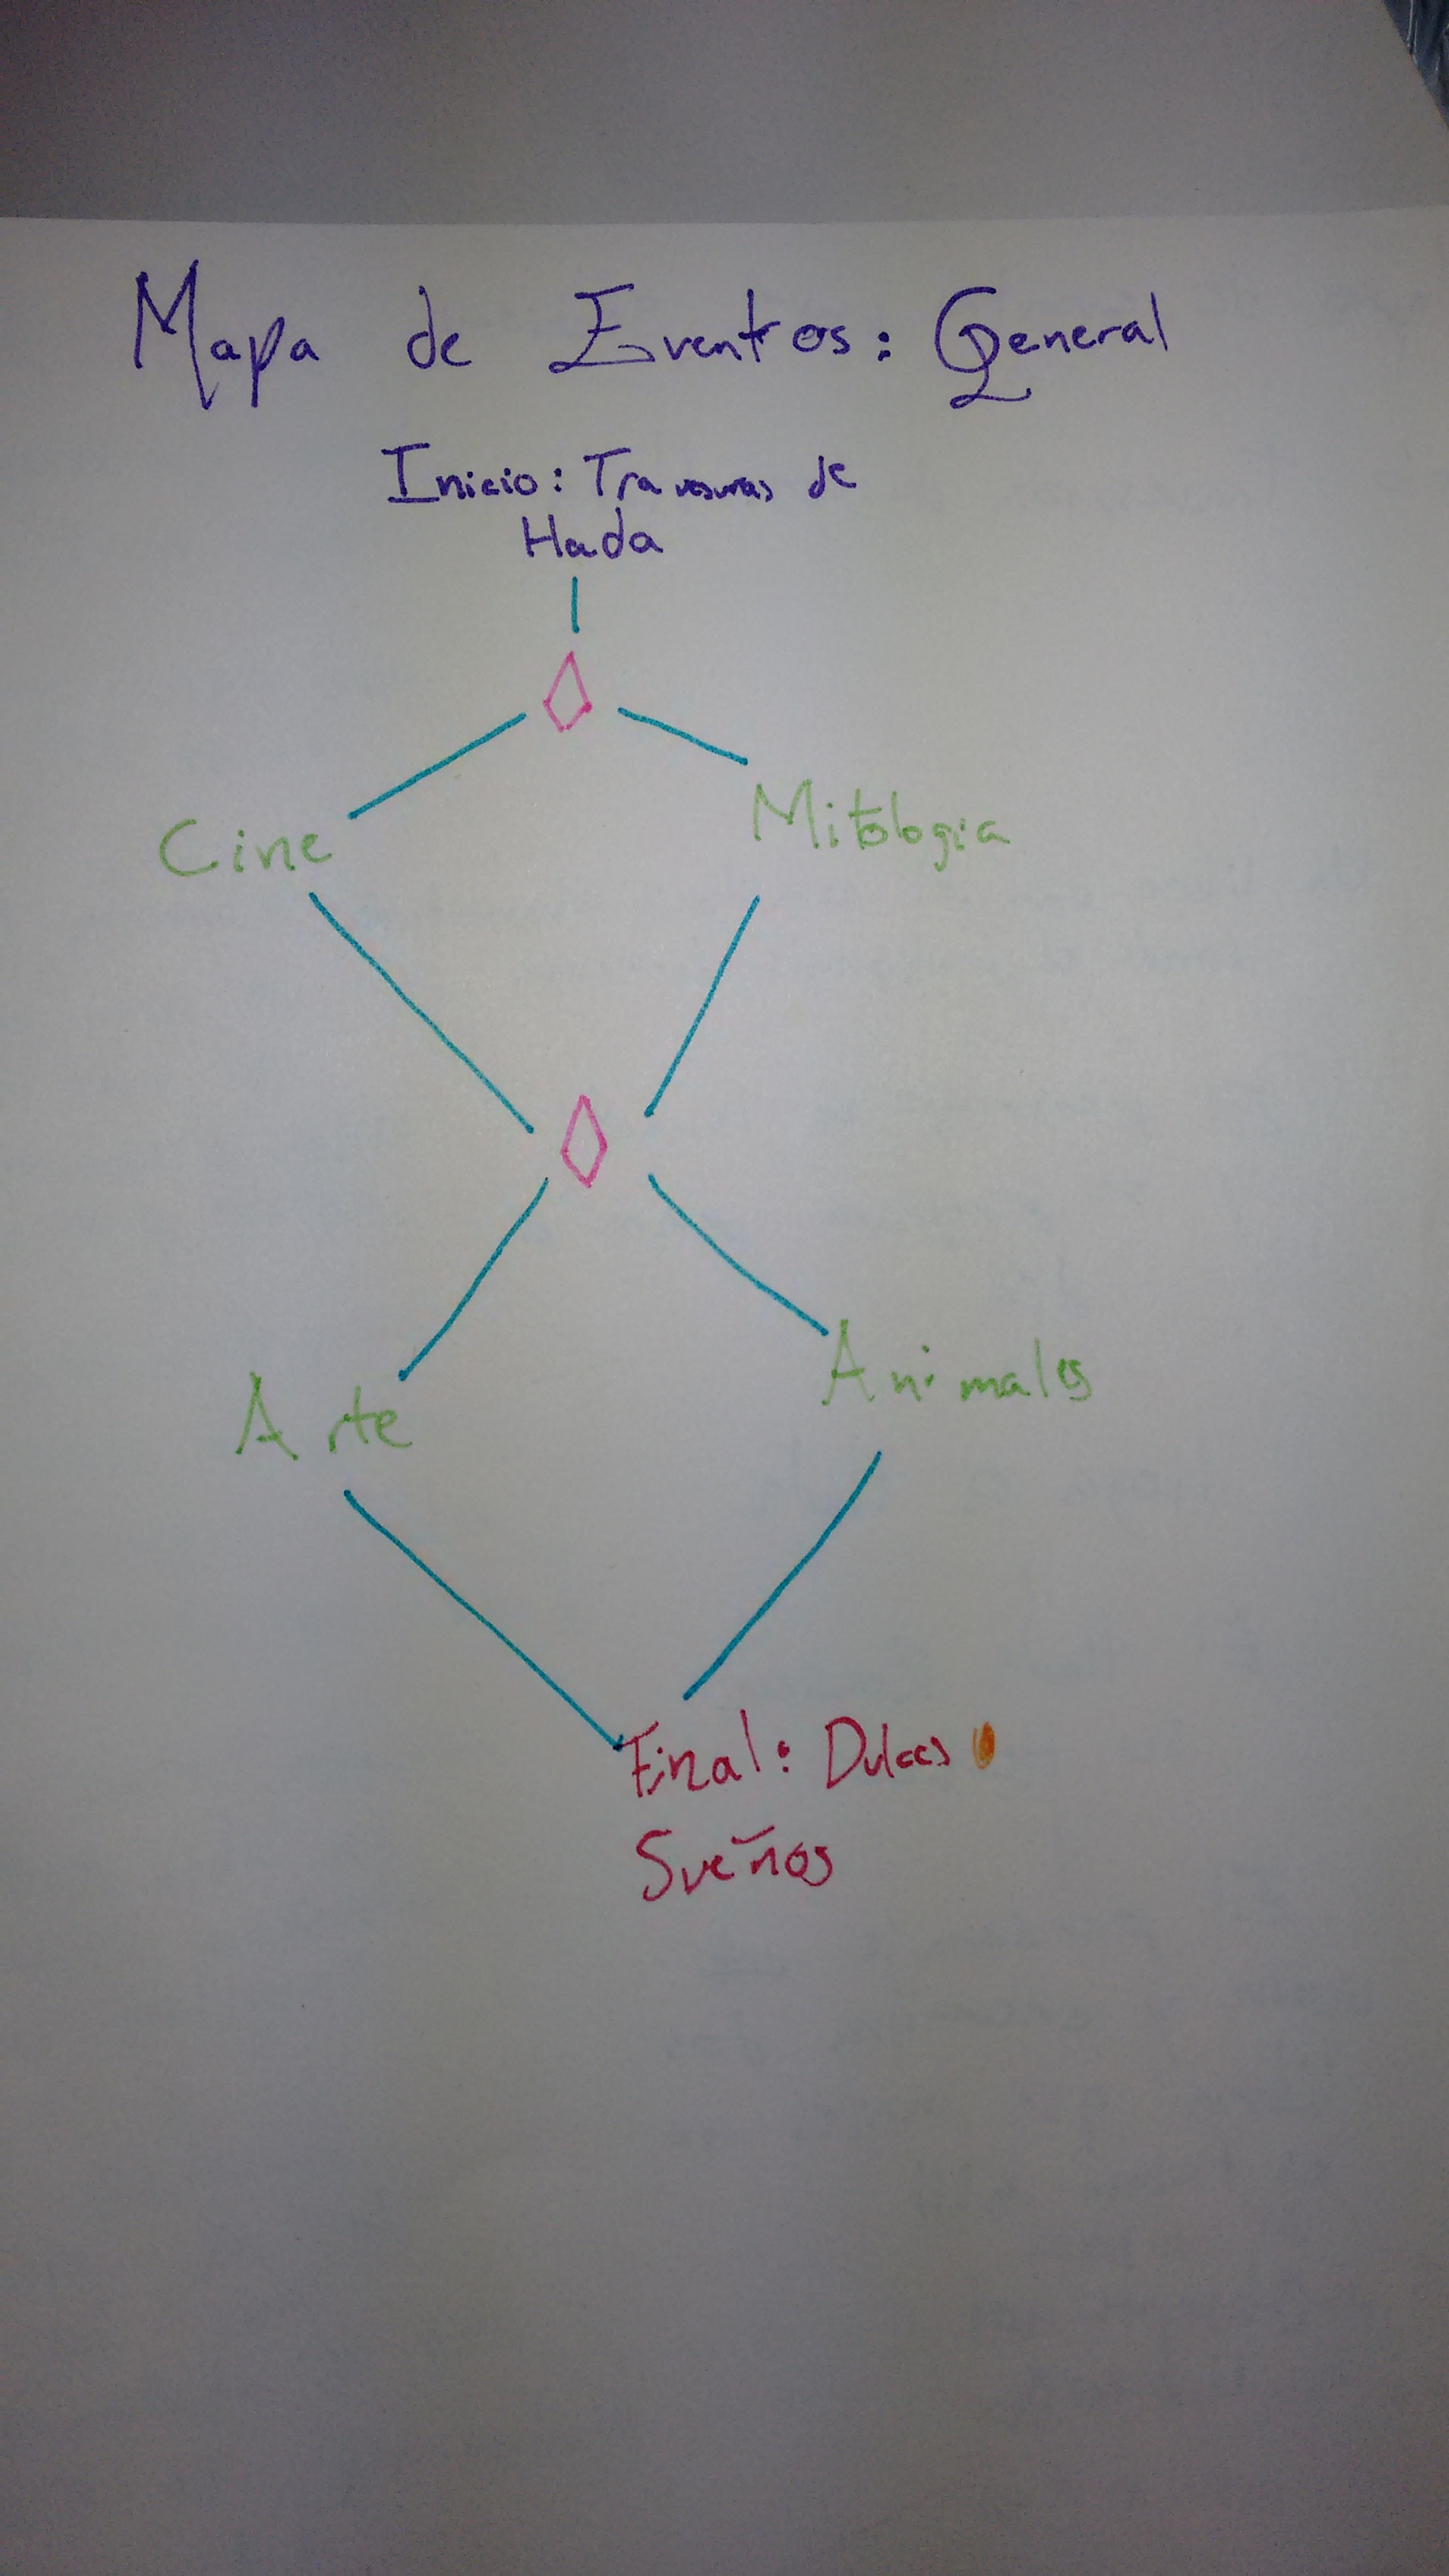 Mapa de Eventos: General
Inicio: Travesuras de
Hada
Cine
Mitologia
Arte
Animales
Final: Dulces
Sueños